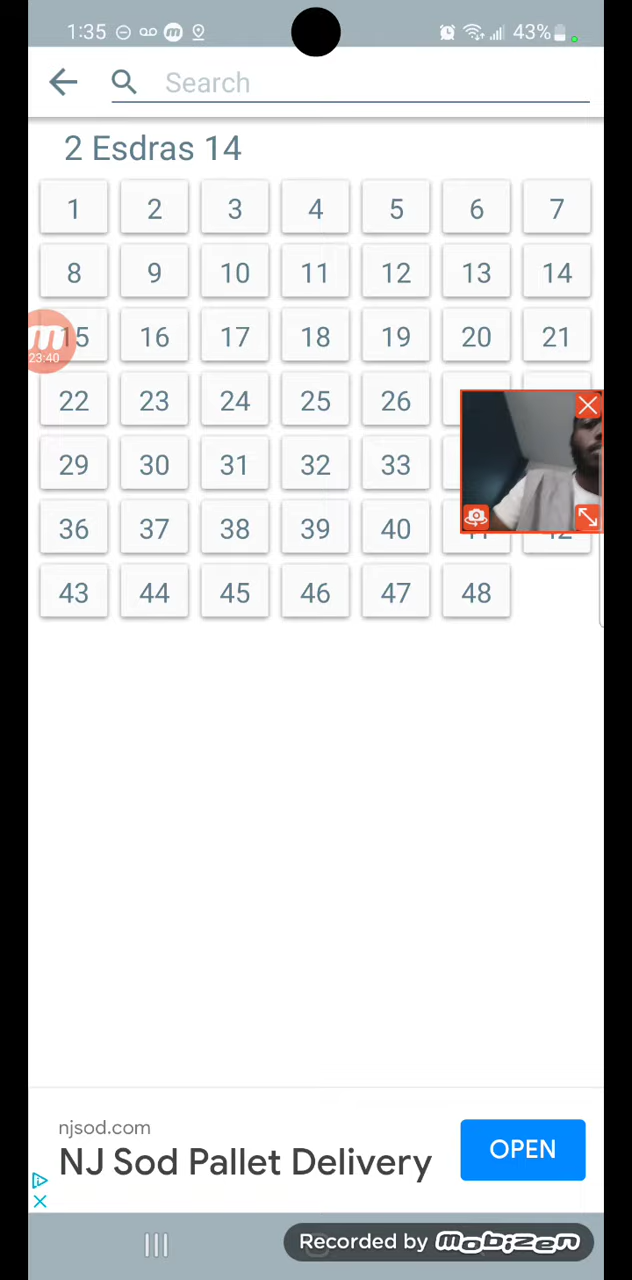 1:35 43%
Search
2 Esdras 14
1 2 3 4 5 6 7
8 9 10 11 12 13 14
15 16 17 18 19 20 21
23:40
22 23 24 25 26
29 30 31 32 33
36 37 38 39 40
43 44 45 46 47 48
njsod.com
NJ Sod Pallet Delivery
OPEN
Recorded by mobizen